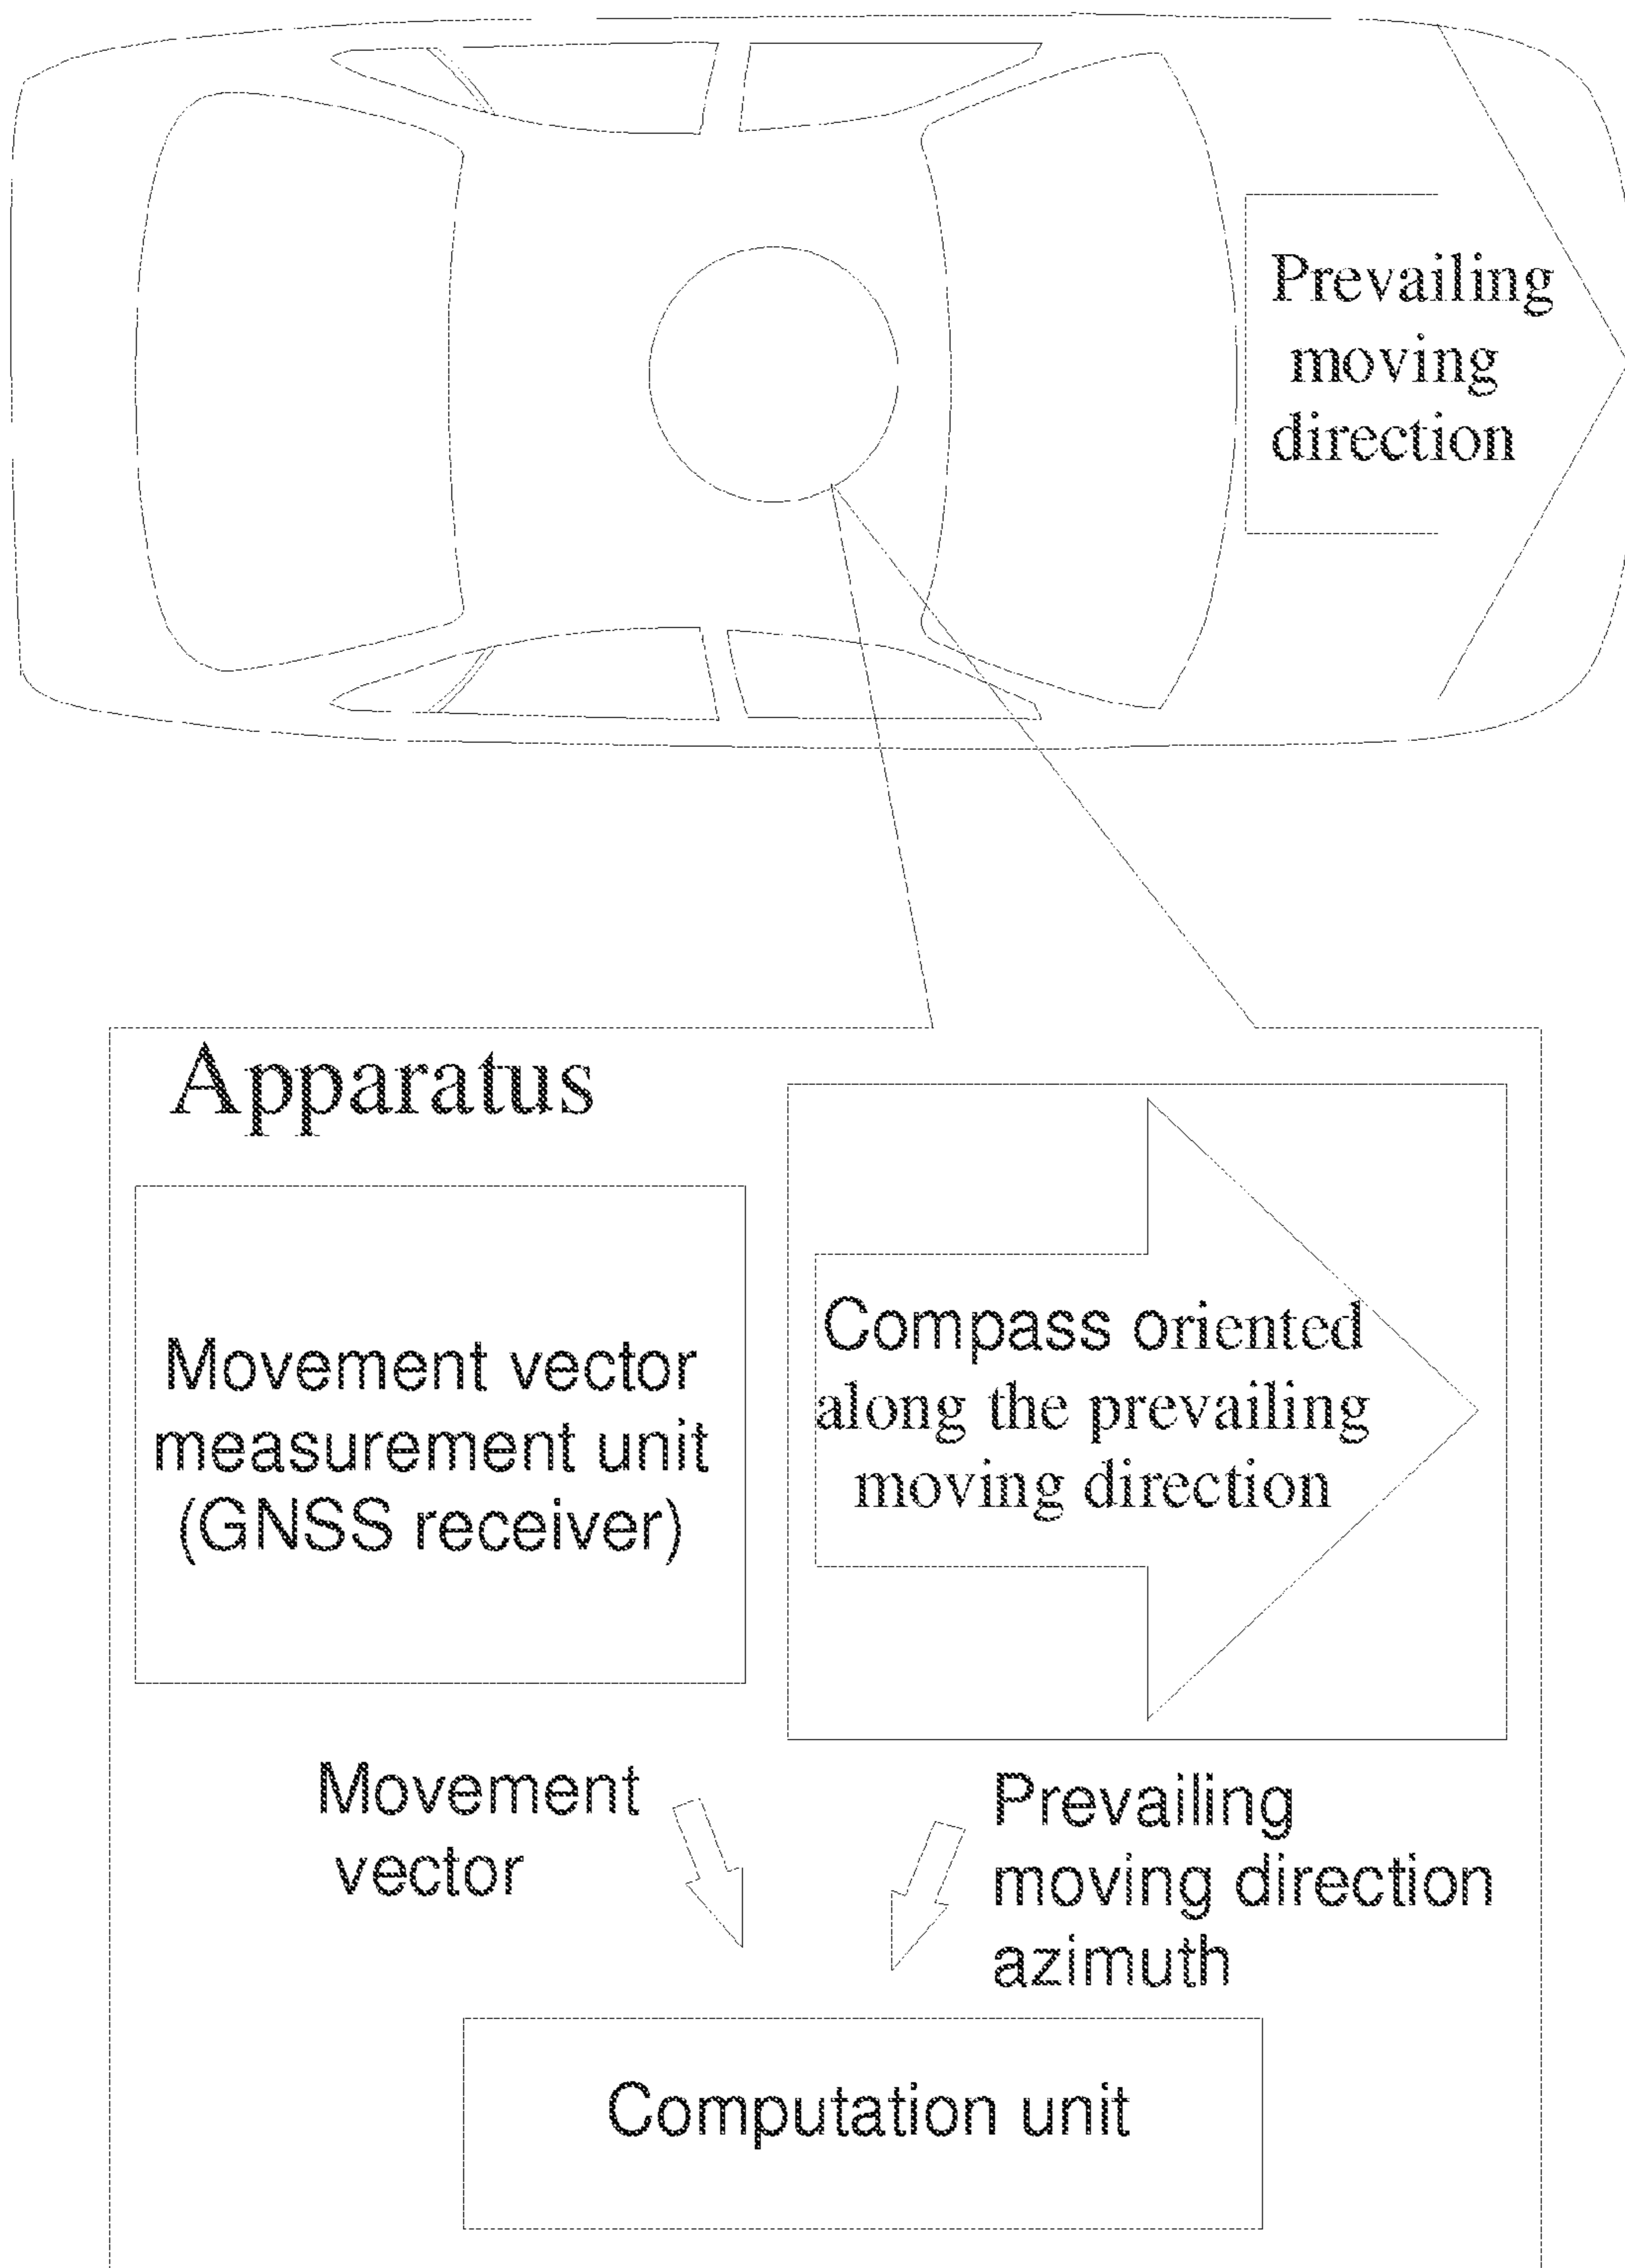 Prevailing
moving
direction
Apparatus
Movement vector
measurement unit
(GNSS receiver)
Compass oriented
along the prevailing
moving direction
Movement
vector
Prevailing
moving direction
azimuth
Computation unit